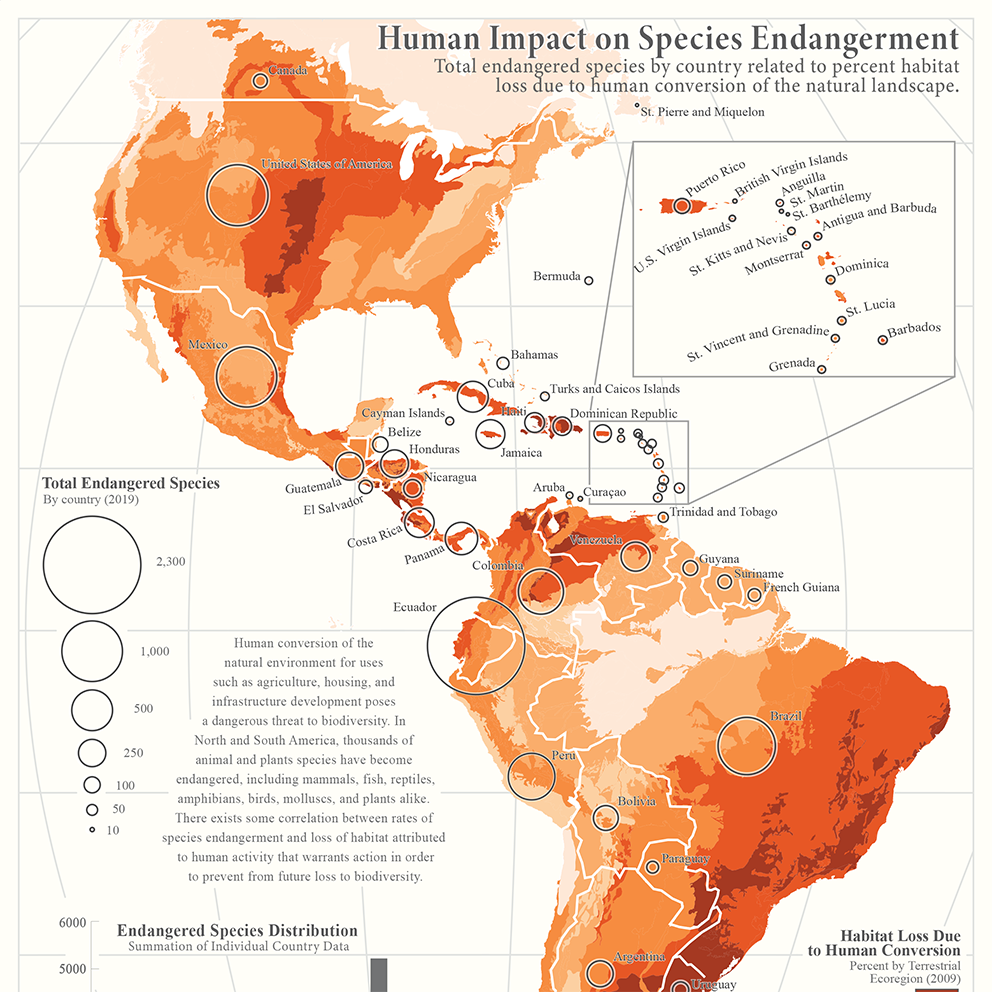 Human Impact on Species Endangerment
Total endangered species by country related to percent habitat
loss due to human conversion of the natural landscape.
Canada
St. Pierre and Miquelon
United States of America
Puerto Rico
British Virgin Islands
Anguilla
St. Martin
St. Barthélemy
U.S. Virgin Islands
St. Kitts and Nevis
Antigua and Barbuda
Montserrat
Dominica
St. Lucia
St. Vincent and Grenadine
Barbados
Grenada
Bermuda
Mexico
Bahamas
Cuba
Turks and Caicos Islands
Cayman Islands
Haiti
Dominican Republic
Belize
Jamaica
Honduras
Guatemala
Nicaragua
El Salvador
Aruba
Curaçao
Costa Rica
Trinidad and Tobago
Panama
Venezuela
Colombia
Guyana
Suriname
French Guiana
Ecuador
Total Endangered Species
By country (2019)
2,300
1,000
500
250
100
50
10
Human conversion of the
natural environment for uses
such as agriculture, housing, and
infrastructure development poses
a dangerous threat to biodiversity. In
North and South America, thousands of
animal and plants species have become
endangered, including mammals, fish, reptiles,
amphibians, birds, molluscs, and plants alike.
There exists some correlation between rates of
species endangerment and loss of habitat attributed
to human activity that warrants action in order
to prevent from future loss to biodiversity.
Brazil
Peru
Bolivia
Paraguay
Argentina
Uruguay
6000
5000
Endangered Species Distribution
Summation of Individual Country Data
Habitat Loss Due
to Human Conversion
Percent by Terrestrial
Ecoregion (2009)